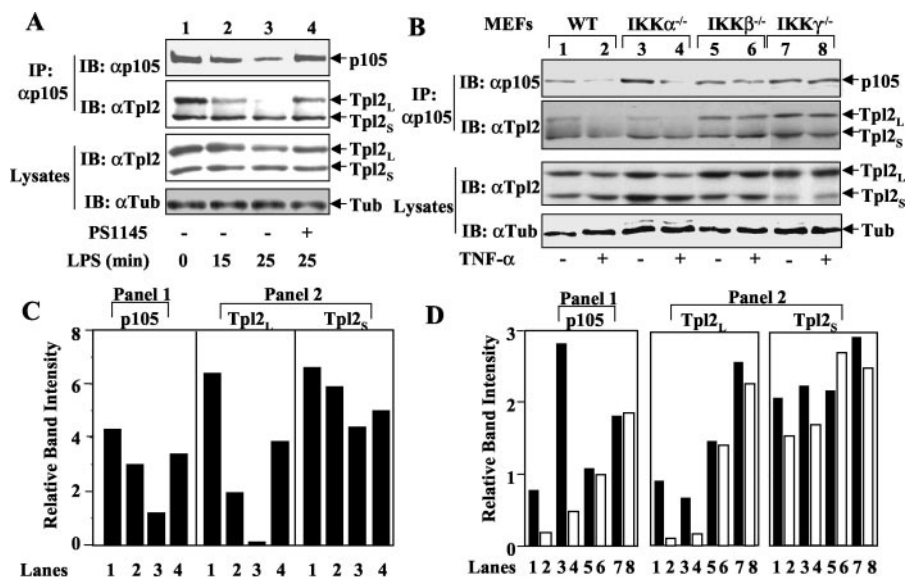 A
1 2 3 4
IP: αp105
IB: αp105
p105
IB: αTpl2
Tpl2L
Tpl2S
Lysates
IB: αTpl2
Tpl2L
Tpl2S
IB: αTub
Tub
PS1145 - - - +
LPS (min) 0 15 25 25
B
MEFs WT IKKα-/- IKKβ-/- IKKγ-/-
1 2 3 4 5 6 7 8
IP: αp105
IB: αp105
p105
IB: αTpl2
Tpl2L
Tpl2S
Lysates
IB: αTpl2
Tpl2L
Tpl2S
IB: αTub
Tub
TNF-α - + - + - + - +
C
Panel 1 Panel 2
p105 Tpl2L Tpl2S
Relative Band Intensity
8
6
4
2
0
Lanes 1 2 3 4 1 2 3 4 1 2 3 4
D
Panel 1 Panel 2
p105 Tpl2L Tpl2S
Relative Band Intensity
3
2
1
0
Lanes 1 2 3 4 5 6 7 8 1 2 3 4 5 6 7 8 1 2 3 4 5 6 7 8